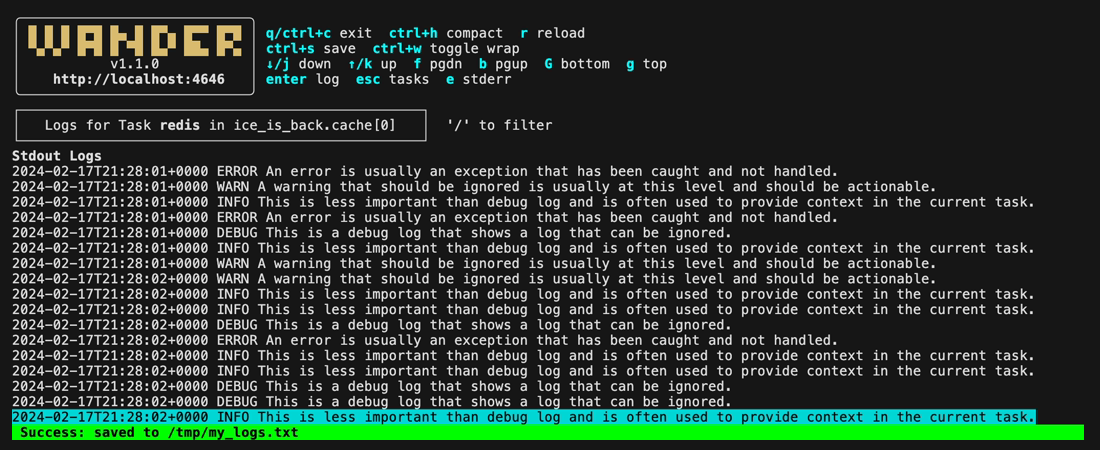 WANDER
v1.1.0
http://localhost:4646
q/ctrl+c exit  ctrl+h compact  r reload
ctrl+s save  ctrl+w toggle wrap
↓/j down  ↑/k up  f pgdn  b pgup  G bottom  g top
enter log  esc tasks  e stderr
Logs for Task redis in ice_is_back.cache[0]
'/' to filter
Stdout Logs
2024-02-17T21:28:01+0000 ERROR An error is usually an exception that has been caught and not handled.
2024-02-17T21:28:01+0000 WARN A warning that should be ignored is usually at this level and should be actionable.
2024-02-17T21:28:01+0000 INFO This is less important than debug log and is often used to provide context in the current task.
2024-02-17T21:28:01+0000 ERROR An error is usually an exception that has been caught and not handled.
2024-02-17T21:28:01+0000 DEBUG This is a debug log that shows a log that can be ignored.
2024-02-17T21:28:01+0000 INFO This is less important than debug log and is often used to provide context in the current task.
2024-02-17T21:28:01+0000 WARN A warning that should be ignored is usually at this level and should be actionable.
2024-02-17T21:28:02+0000 WARN A warning that should be ignored is usually at this level and should be actionable.
2024-02-17T21:28:02+0000 INFO This is less important than debug log and is often used to provide context in the current task.
2024-02-17T21:28:02+0000 INFO This is less important than debug log and is often used to provide context in the current task.
2024-02-17T21:28:02+0000 DEBUG This is a debug log that shows a log that can be ignored.
2024-02-17T21:28:02+0000 ERROR An error is usually an exception that has been caught and not handled.
2024-02-17T21:28:02+0000 INFO This is less important than debug log and is often used to provide context in the current task.
2024-02-17T21:28:02+0000 INFO This is less important than debug log and is often used to provide context in the current task.
2024-02-17T21:28:02+0000 DEBUG This is a debug log that shows a log that can be ignored.
2024-02-17T21:28:02+0000 DEBUG This is a debug log that shows a log that can be ignored.
2024-02-17T21:28:02+0000 INFO This is less important than debug log and is often used to provide context in the current task.
Success: saved to /tmp/my_logs.txt